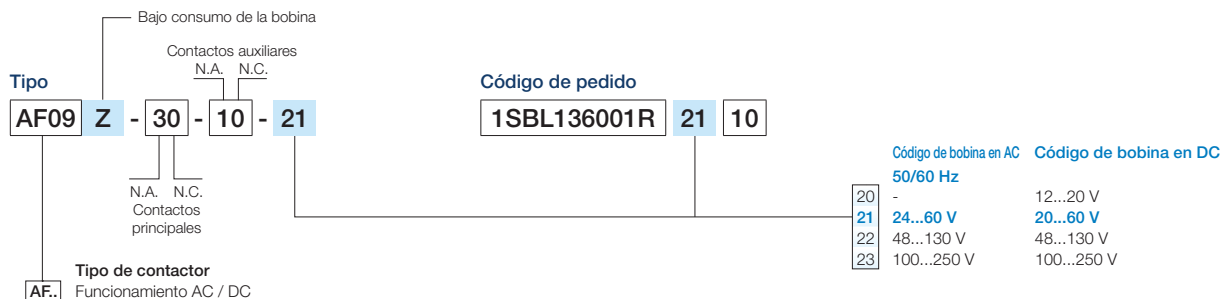 Bajo consumo de la bobina
Contactos auxiliares
N.A. N.C.
Tipo
Código de pedido
AF09 Z - 30 - 10 - 21
1SBL136001R 21 10
N.A. N.C.
Contactos
principales
Código de bobina en AC Código de bobina en DC
50/60 Hz
20 - 12...20 V
21 24...60 V 20...60 V
22 48...130 V 48...130 V
23 100...250 V 100...250 V
Tipo de contactor
AF.. Funcionamiento AC / DC